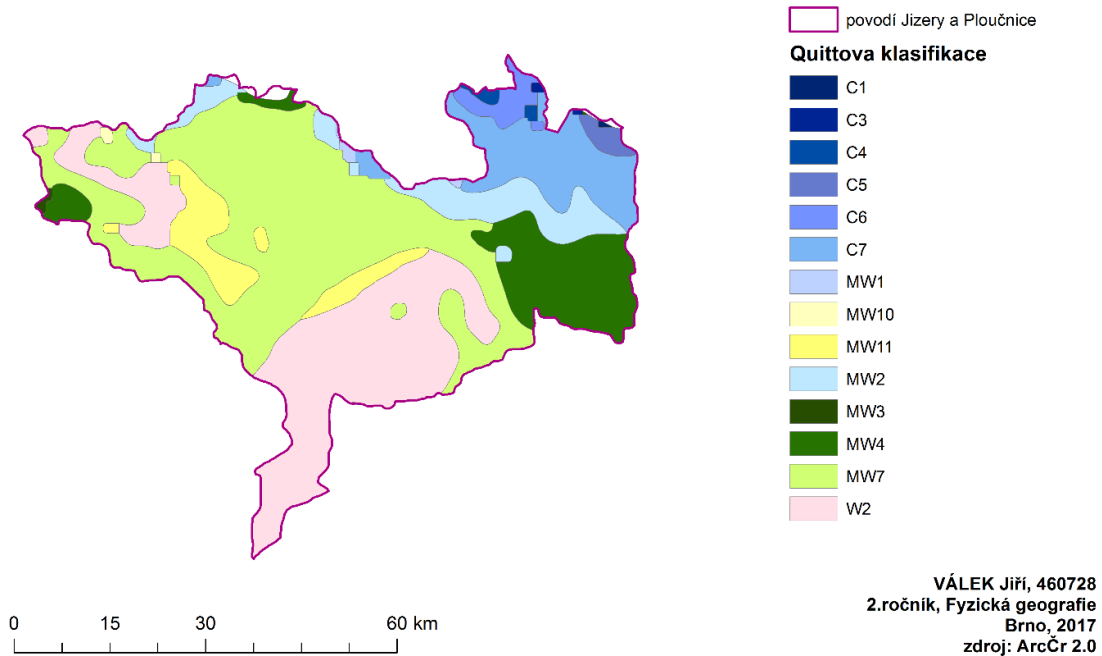 povodí Jizery a Ploučnice
Quittova klasifikace
C1
C3
C4
C5
C6
C7
MW1
MW10
MW11
MW2
MW3
MW4
MW7
W2
VÁLEK Jiří, 460728
2.ročník, Fyzická geografie
Brno, 2017
zdroj: ArcČr 2.0
0 15 30 60 km